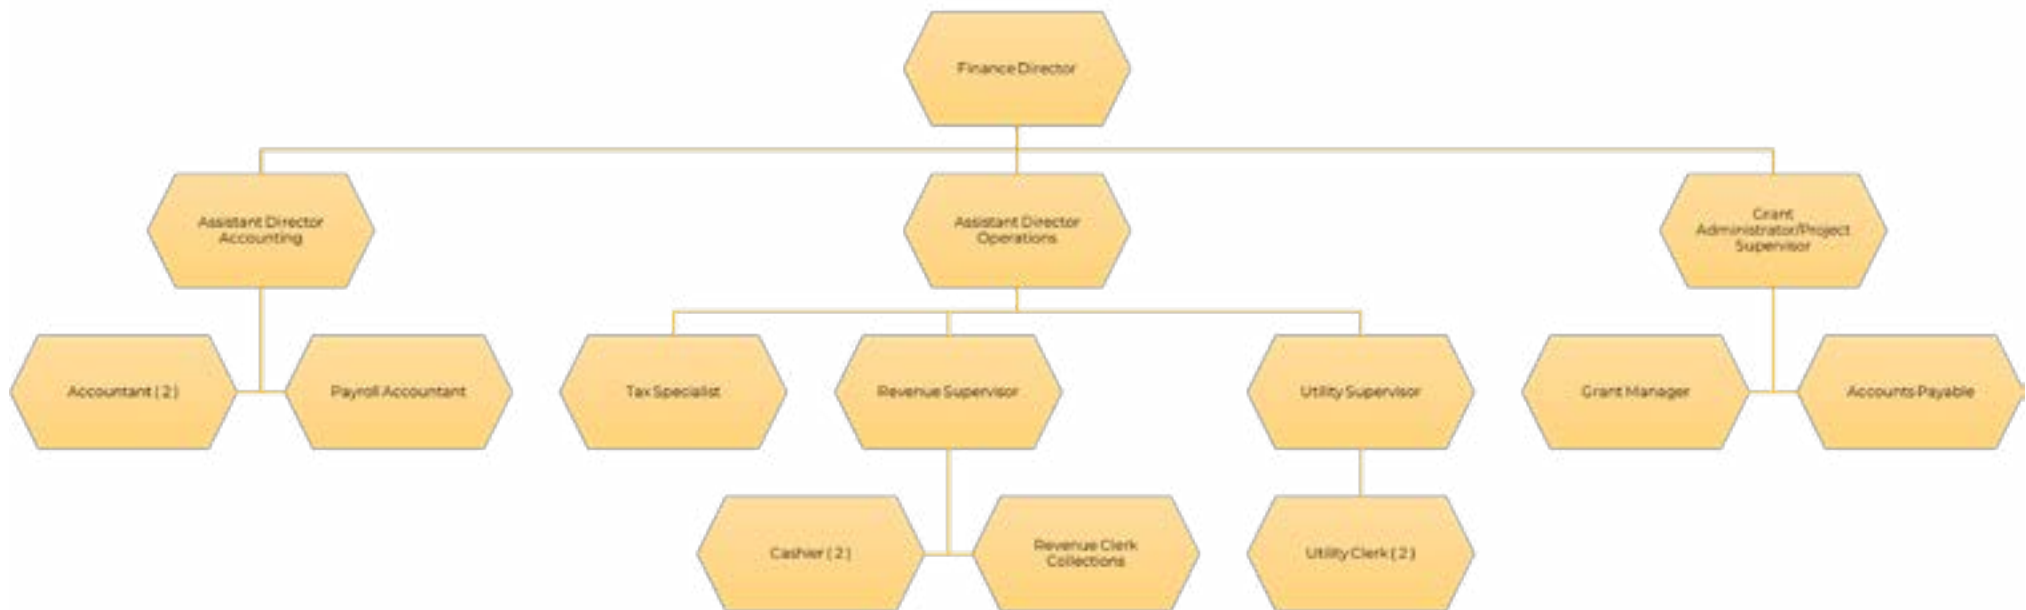 Finance Director
Assistant Director
Accounting
Assistant Director
Operations
Grant
Administrator/Project
Supervisor
Accountant ( 2 )
Payroll Accountant
Tax Specialist
Revenue Supervisor
Utility Supervisor
Grant Manager
Accounts Payable
Cashier ( 2 )
Revenue Clerk
Collections
Utility Clerk ( 2 )